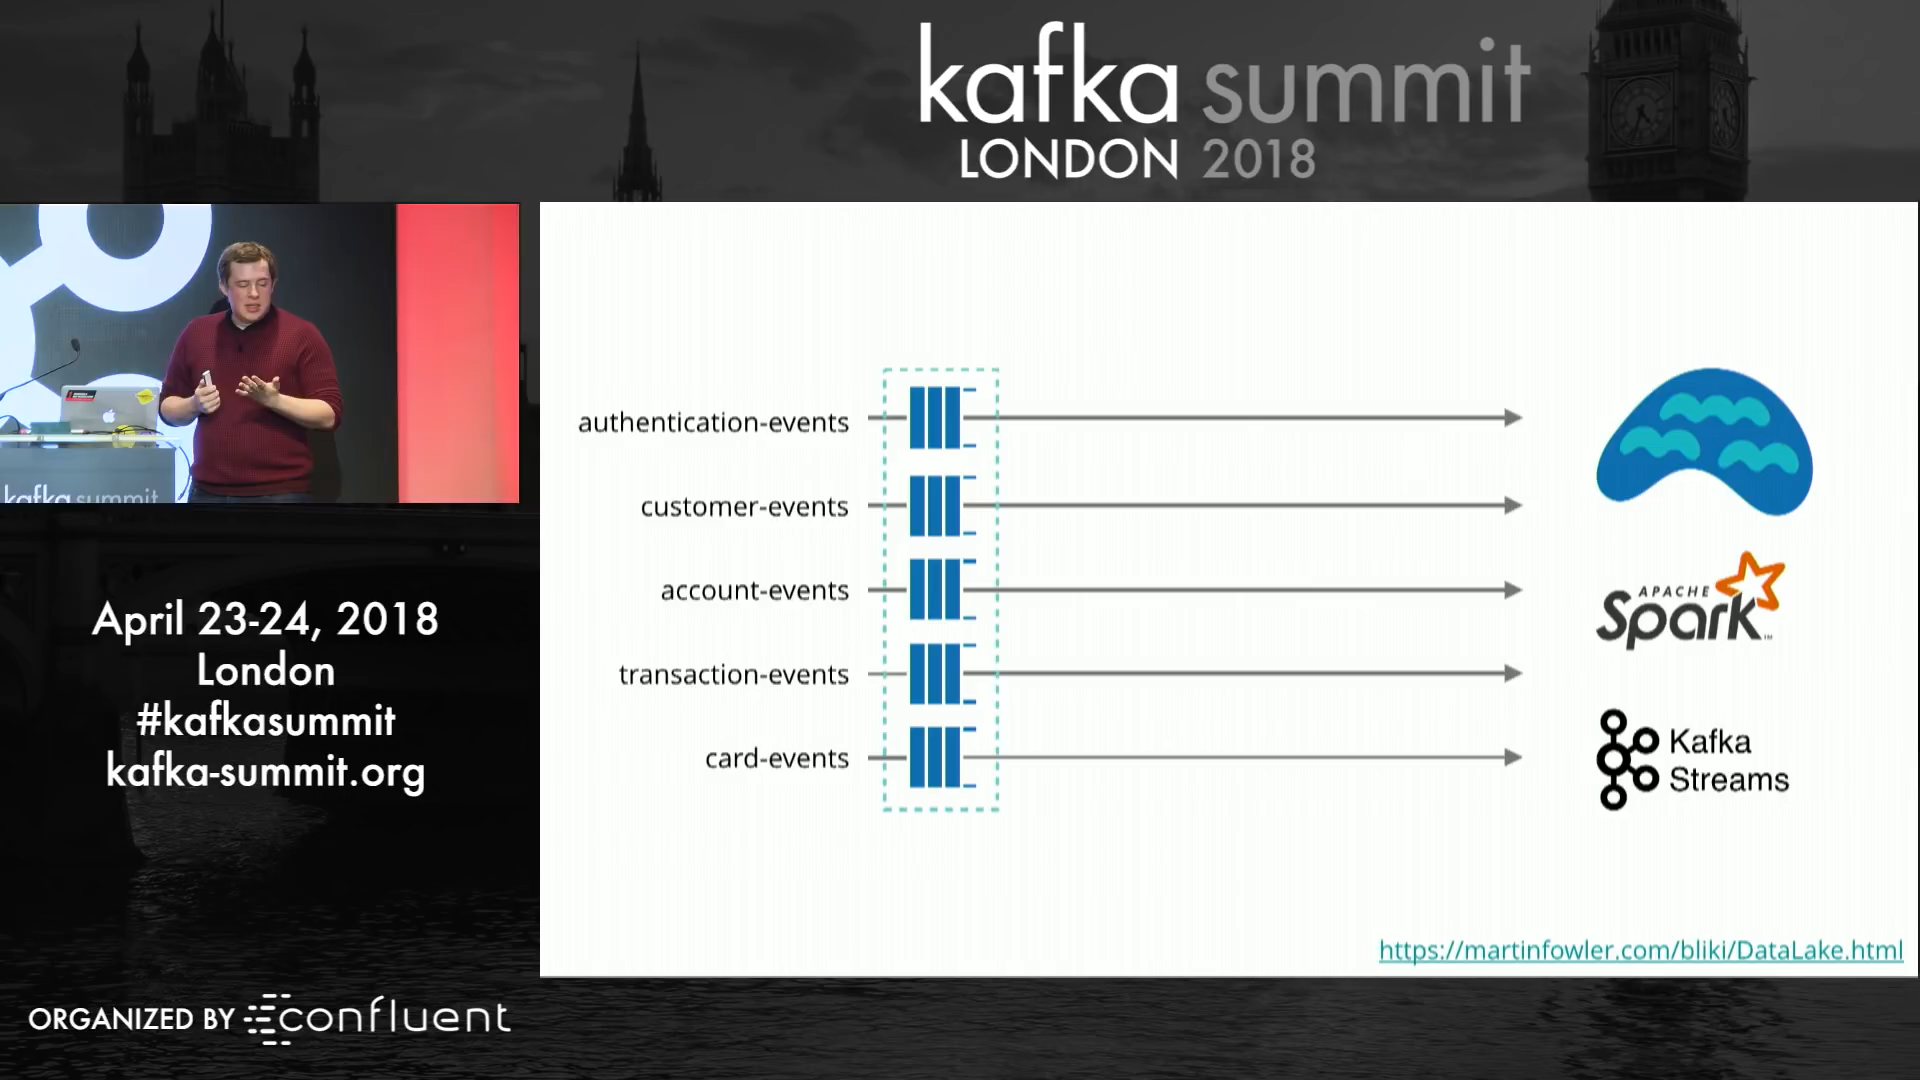 kafka summit
LONDON 2018
kafka summit
April 23-24, 2018
London
#kafkasummit
kafka-summit.org
ORGANIZED BY confluent
authentication-events
customer-events
account-events
transaction-events
card-events
APACHE
Spark™
Kafka
Streams
https://martinfowler.com/bliki/DataLake.html